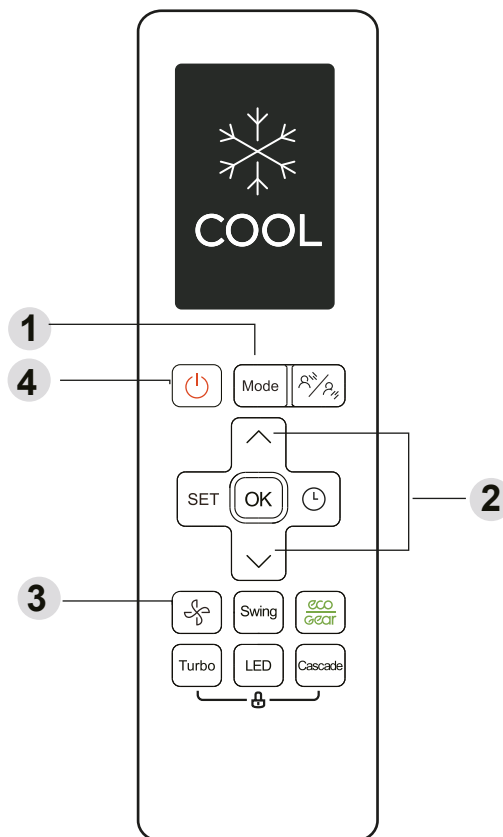 COOL
1
4
Mode
2
SET
OK
3
Swing
eco
Gear
Turbo
LED
Cascade